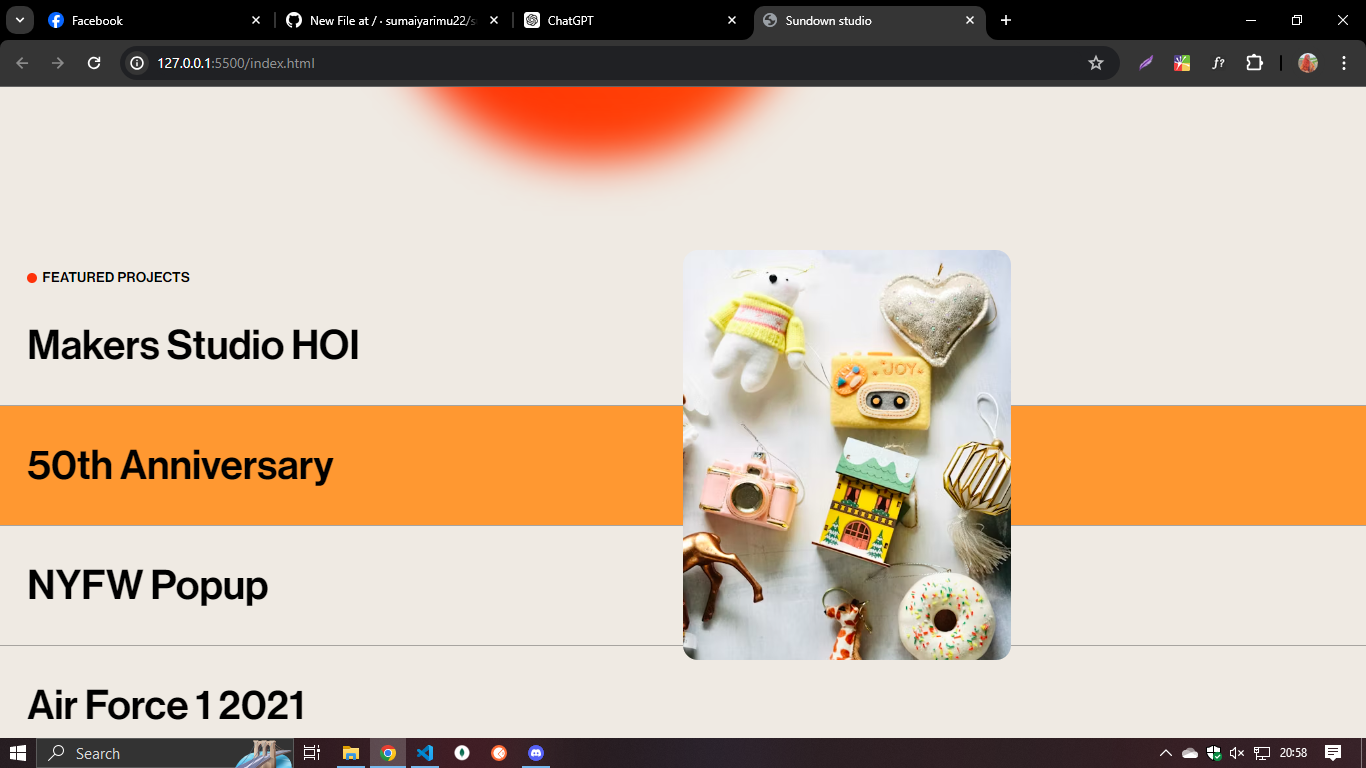 Facebook
New File at / · sumaiyarimu22/s
ChatGPT
Sundown studio
127.0.0.1:5500/index.html
f?
FEATURED PROJECTS
Makers Studio HOI
JOY
50th Anniversary
NYFW Popup
Air Force 1 2021
Search
20:58